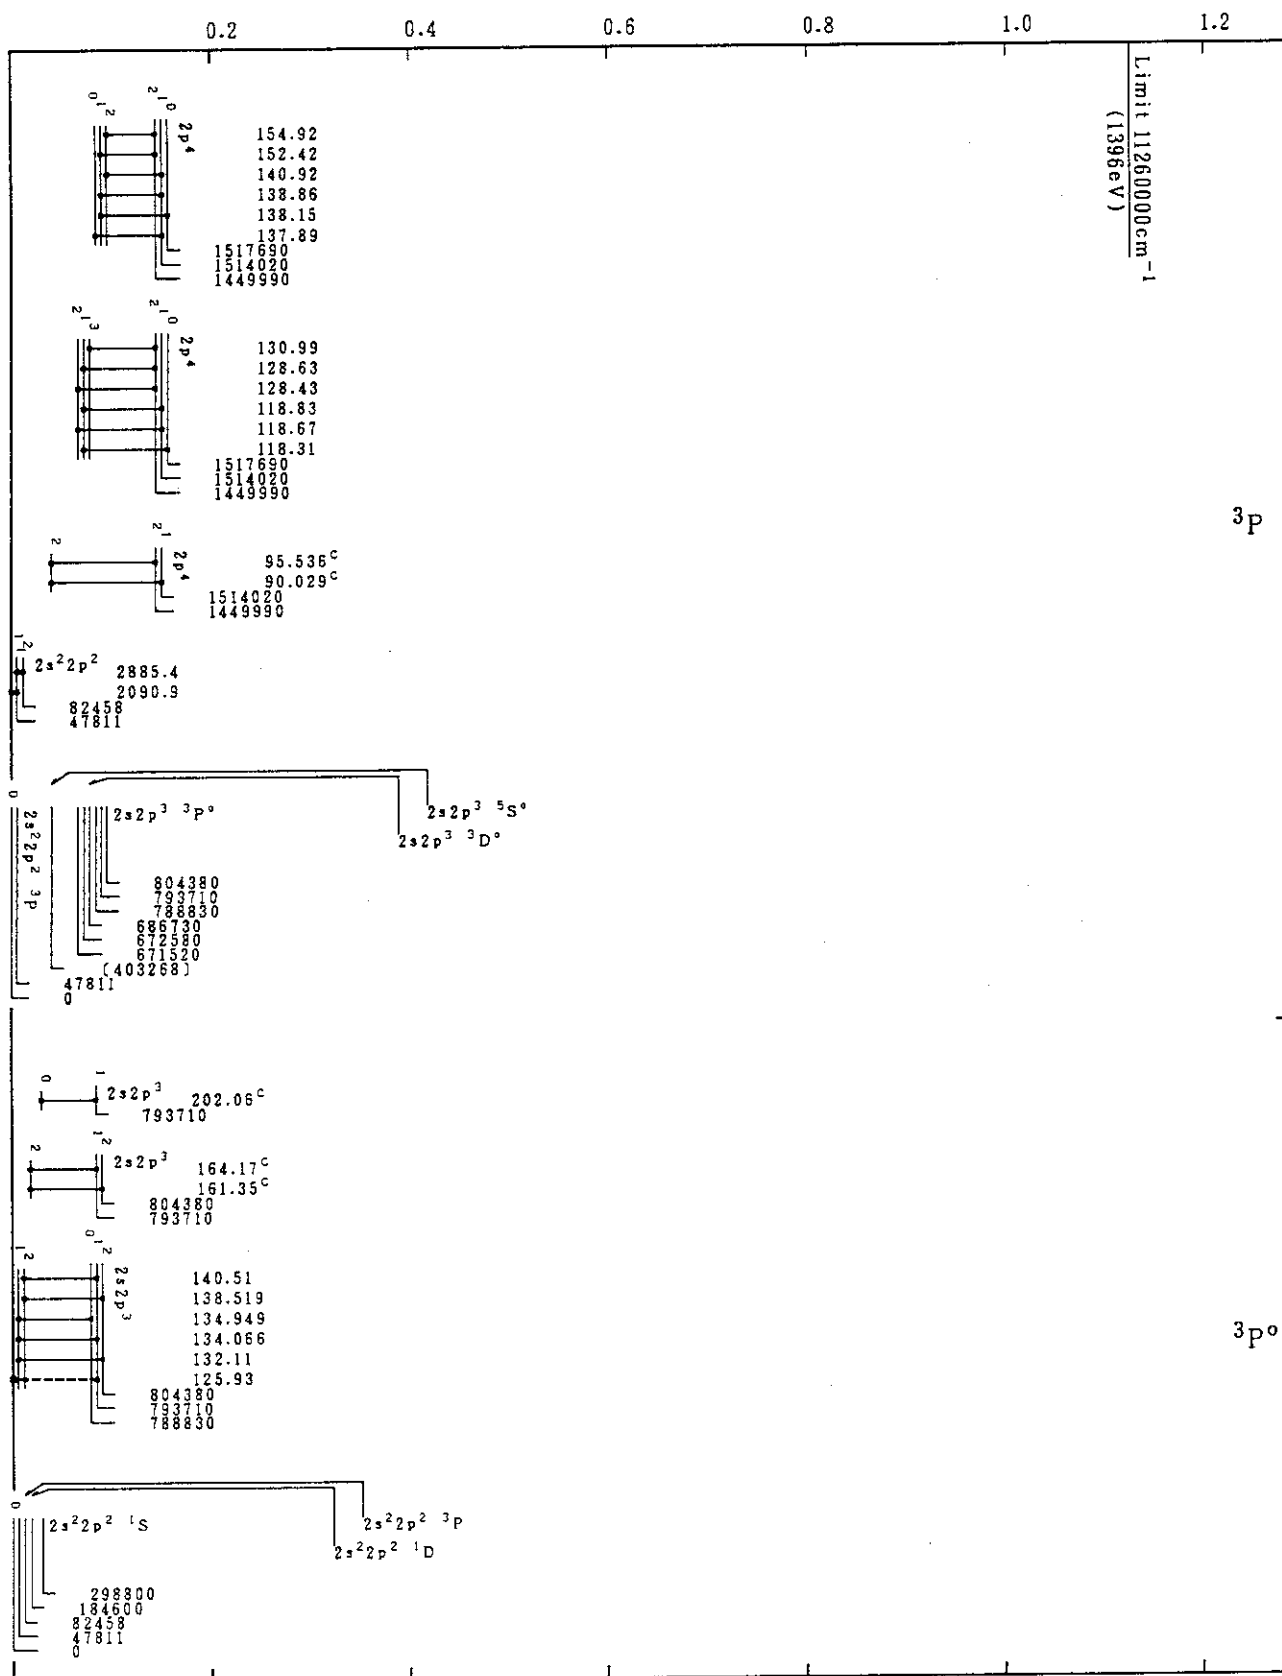 0.2 0.4 0.6 0.8 1.0 1.2
Limit 11260000cm⁻¹
(1396eV)
0 1 2
2 1 0
2p⁴
154.92
152.42
140.92
138.86
138.15
137.89
1517690
1514020
1449990
2 1 3
2 1 0
2p⁴
130.99
128.63
128.43
118.83
118.67
118.31
1517690
1514020
1449990
³P
2
2 1
2p⁴
95.536ᶜ
90.029ᶜ
1514020
1449990
1 2
2s²2p² 2885.4
2090.9
82458
47811
0
2s²2p² ³P
2s2p³ ³P°
2s2p³ ⁵S°
2s2p³ ³D°
804380
793710
788830
686730
672580
671520
(403268)
47811
0
0
1
2s2p³ 202.06ᶜ
793710
2
1 2
2s2p³ 164.17ᶜ
161.35ᶜ
804380
793710
1 2
0 1 2
2s2p³
140.51
138.519
134.949
134.066
132.11
125.93
804380
793710
788830
³P°
0
2s²2p² ¹S
2s²2p² ³P
2s²2p² ¹D
298800
184600
82458
47811
0